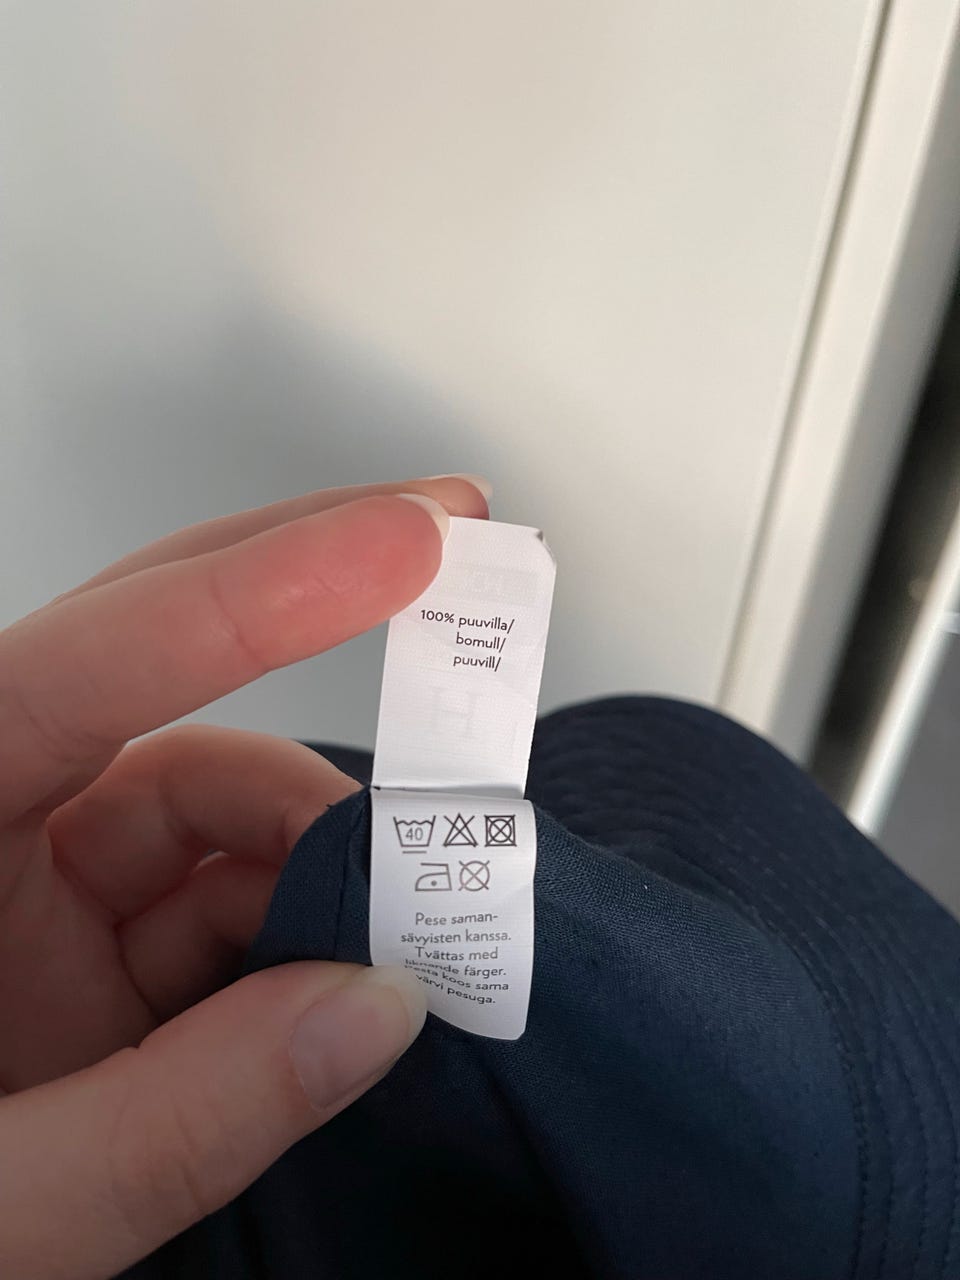 100% puuvilla/
bomull/
puuvill/
40
Pese saman-
sävyisten kanssa.
Tvättas med
liknande färger.
Pesta koos sama
värvi pesuga.